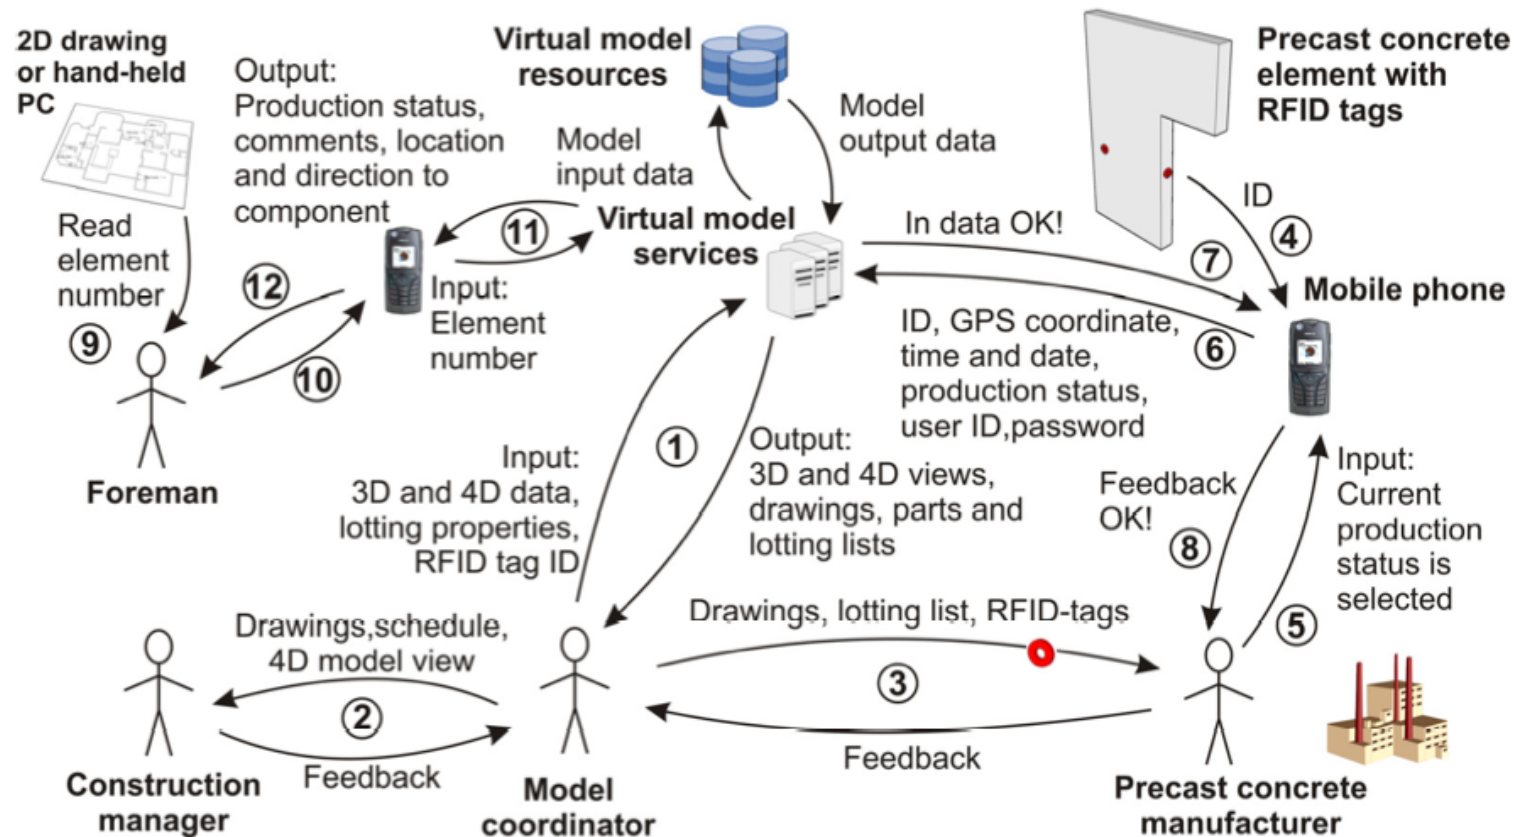 2D drawing
or hand-held
PC
Output:
Production status,
comments, location
and direction to
component
Virtual model
resources
Model
input data
Model
output data
Precast concrete
element with
RFID tags
ID
4
Read
element
number
9
12
10
11
Input:
Element
number
Virtual model
services
In data OK!
7
Mobile phone
ID, GPS coordinate,
time and date,
production status,
user ID,password
6
Foreman
Input:
3D and 4D data,
lotting properties,
RFID tag ID
1
Output:
3D and 4D views,
drawings, parts and
lotting lists
Feedback
OK!
8
Input:
Current
production
status is
selected
5
Drawings,schedule,
4D model view
2
Feedback
Drawings, lotting list, RFID-tags
3
Feedback
Construction
manager
Model
coordinator
Precast concrete
manufacturer